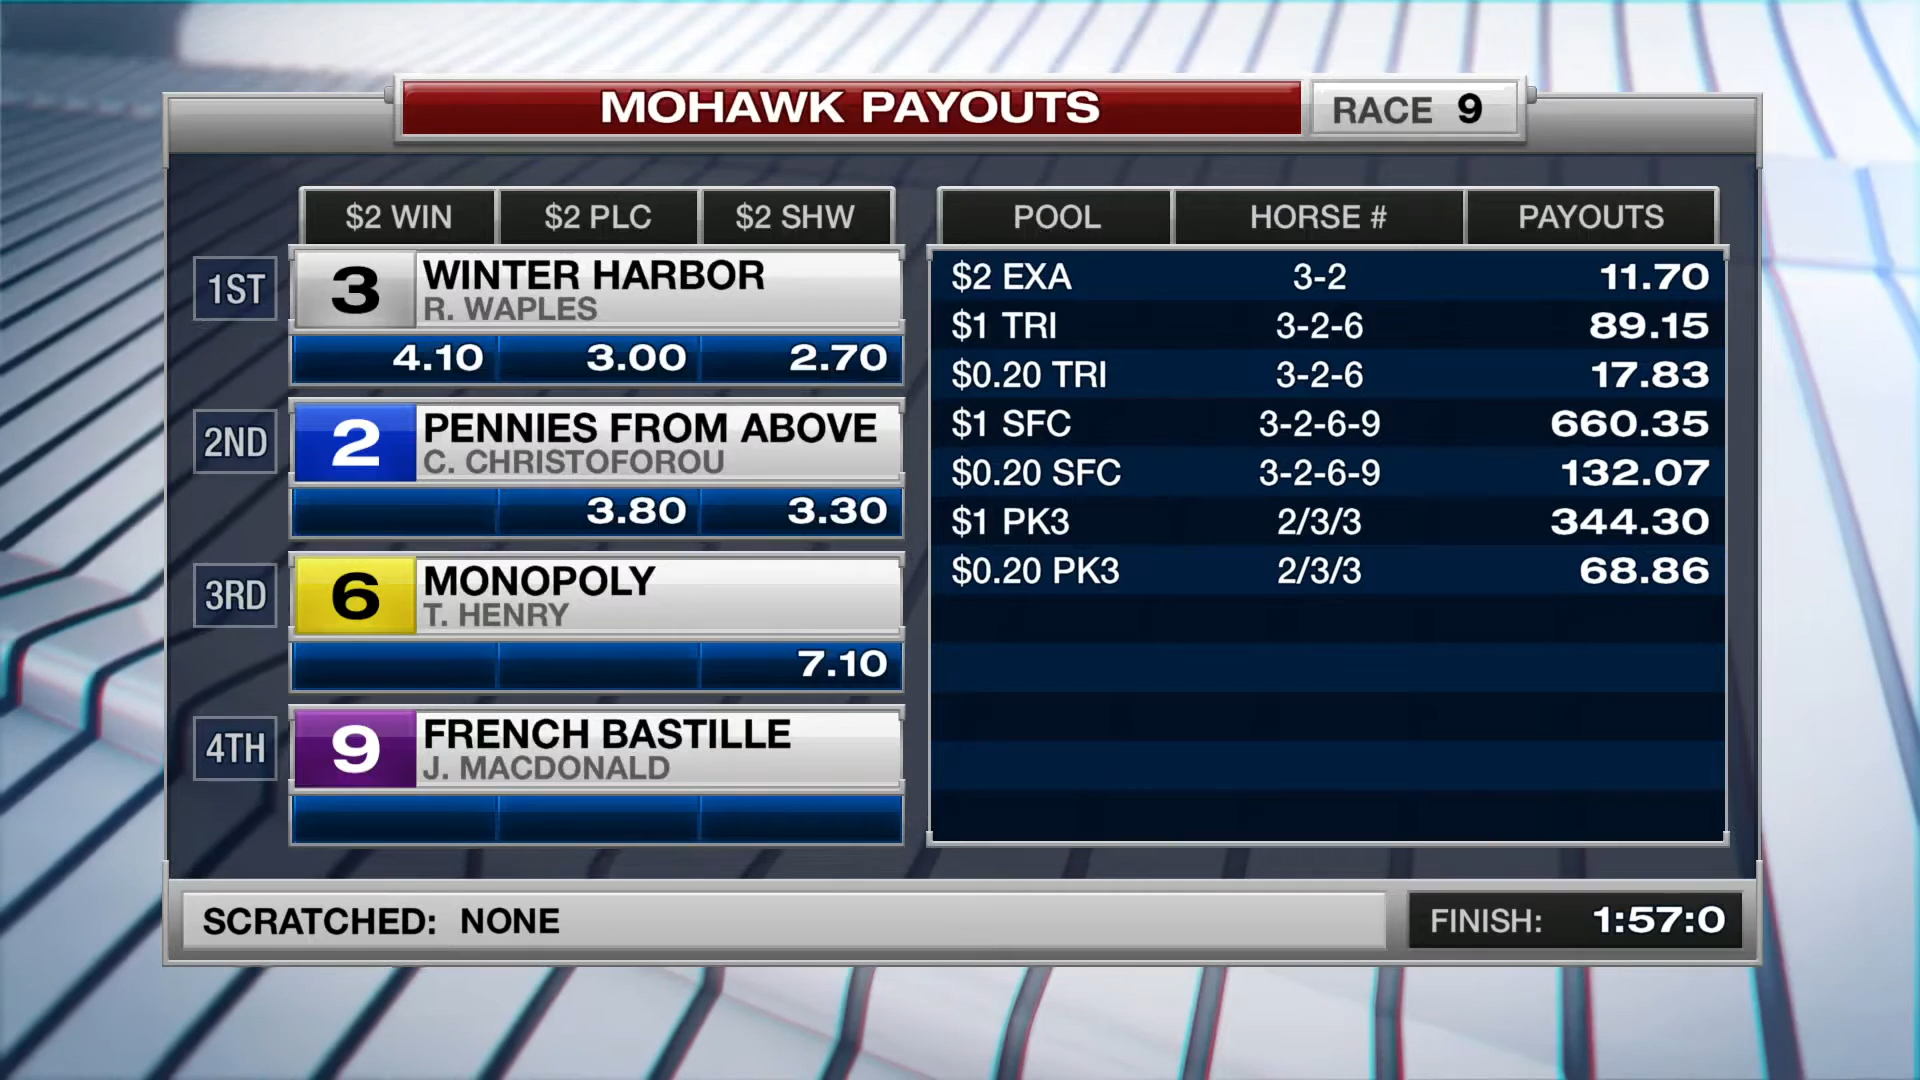 MOHAWK PAYOUTS
RACE 9
$2 WIN $2 PLC $2 SHW
1ST 3 WINTER HARBOR
R. WAPLES
4.10 3.00 2.70
2ND 2 PENNIES FROM ABOVE
C. CHRISTOFOROU
3.80 3.30
3RD 6 MONOPOLY
T. HENRY
7.10
4TH 9 FRENCH BASTILLE
J. MACDONALD
POOL HORSE # PAYOUTS
$2 EXA 3-2 11.70
$1 TRI 3-2-6 89.15
$0.20 TRI 3-2-6 17.83
$1 SFC 3-2-6-9 660.35
$0.20 SFC 3-2-6-9 132.07
$1 PK3 2/3/3 344.30
$0.20 PK3 2/3/3 68.86
SCRATCHED: NONE
FINISH: 1:57:0